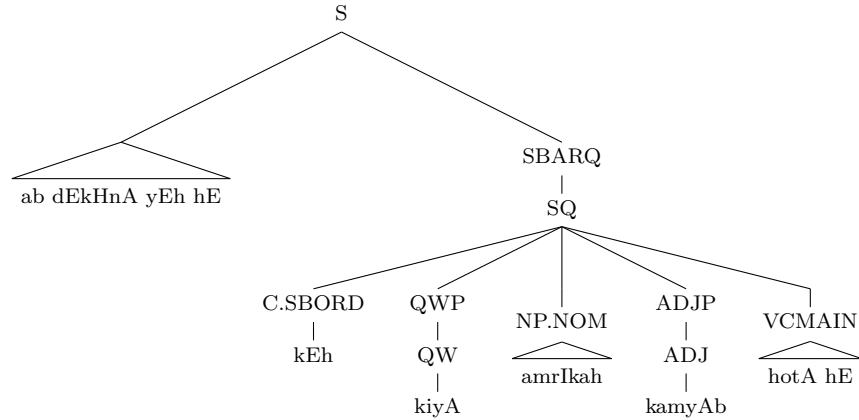 S
SBARQ
ab dEkHnA yEh hE
SQ
C.SBORD QWP NP.NOM ADJP VCMAIN
kEh QW amrIkah ADJ hotA hE
kiyA kamyAb